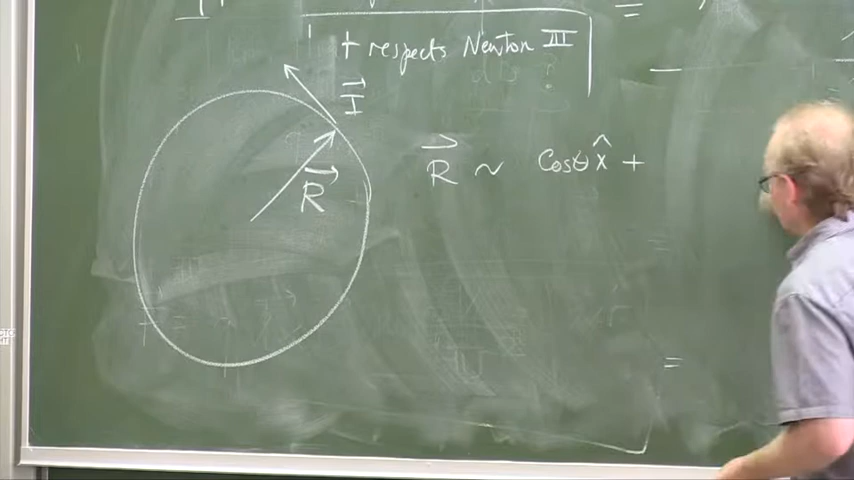 + respects Newton III
I⃗
R⃗
R⃗ ~ Cosθ x̂ +
=